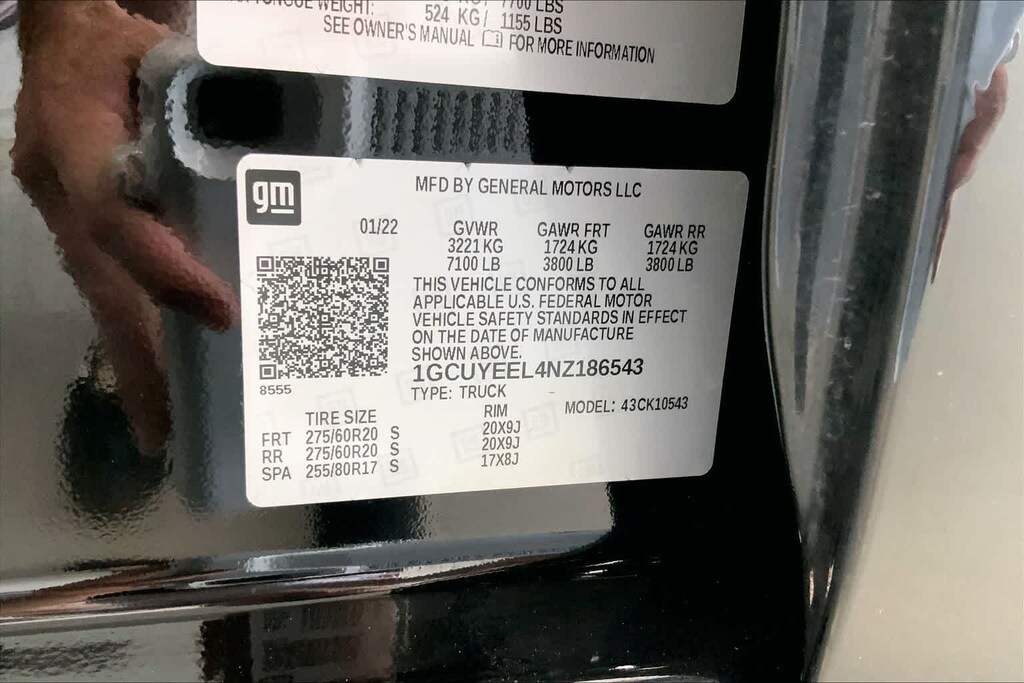 TONGUE WEIGHT: 524 KG/ 1155 LBS
SEE OWNER'S MANUAL FOR MORE INFORMATION
gm
MFD BY GENERAL MOTORS LLC
01/22 GVWR GAWR FRT GAWR RR
3221 KG 1724 KG 1724 KG
7100 LB 3800 LB 3800 LB
THIS VEHICLE CONFORMS TO ALL
APPLICABLE U.S. FEDERAL MOTOR
VEHICLE SAFETY STANDARDS IN EFFECT
ON THE DATE OF MANUFACTURE
SHOWN ABOVE.
1GCUYEEL4NZ186543
8555
TYPE: TRUCK
TIRE SIZE RIM MODEL: 43CK10543
FRT 275/60R20 S 20X9J
RR 275/60R20 S 20X9J
SPA 255/80R17 S 17X8J